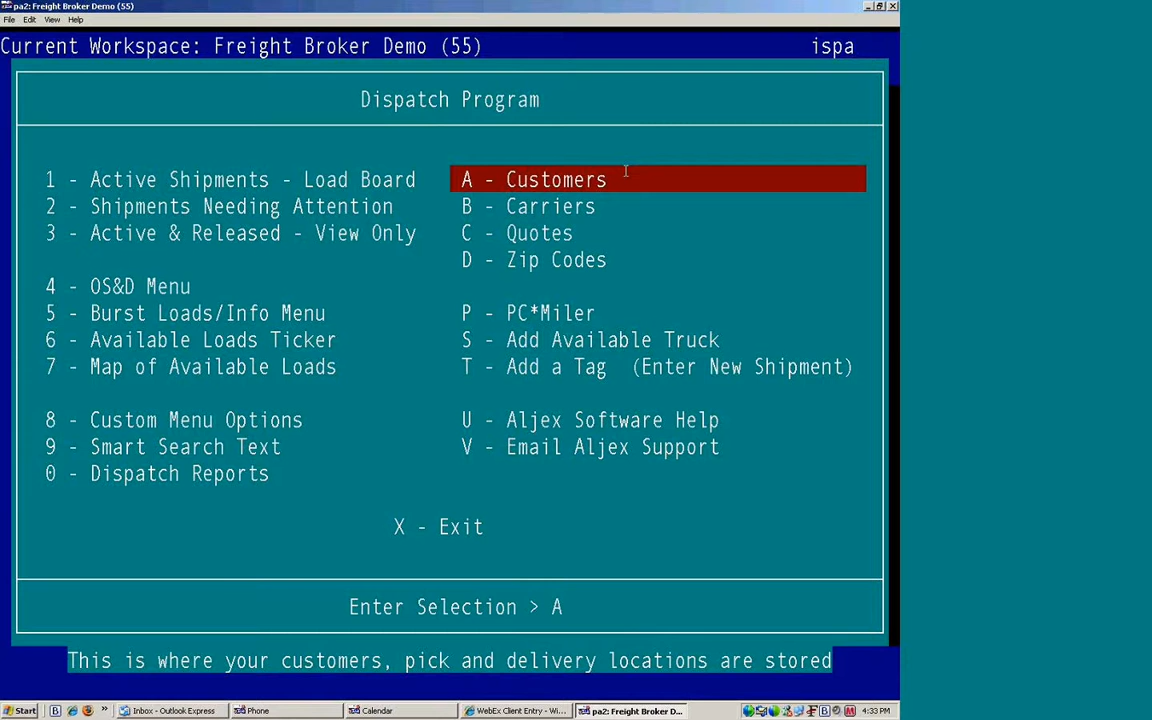 pa2: Freight Broker Demo (55)
File Edit View Help
Current Workspace: Freight Broker Demo (55) ispa
Dispatch Program
1 - Active Shipments - Load Board
2 - Shipments Needing Attention
3 - Active & Released - View Only
4 - OS&D Menu
5 - Burst Loads/Info Menu
6 - Available Loads Ticker
7 - Map of Available Loads
8 - Custom Menu Options
9 - Smart Search Text
0 - Dispatch Reports
A - Customers
B - Carriers
C - Quotes
D - Zip Codes
P - PC*Miler
S - Add Available Truck
T - Add a Tag (Enter New Shipment)
U - Aljex Software Help
V - Email Aljex Support
X - Exit
Enter Selection > A
This is where your customers, pick and delivery locations are stored
Start Inbox - Outlook Express Phone Calendar WebEx Client Entry - Wi... pa2: Freight Broker D... 4:33 PM